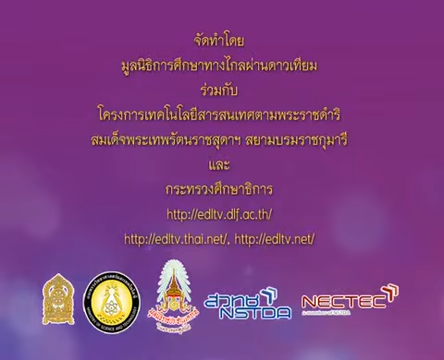 จัดทำโดย
มูลนิธิการศึกษาทางไกลผ่านดาวเทียม
ร่วมกับ
โครงการเทคโนโลยีสารสนเทศตามพระราชดำริ
สมเด็จพระเทพรัตนราชสุดาฯ สยามบรมราชกุมารี
และ
กระทรวงศึกษาธิการ
http://edltv.dlf.ac.th/
http://edltv.thai.net/, http://edltv.net/
สวทช
NSTDA
NECTEC
a member of NSTDA